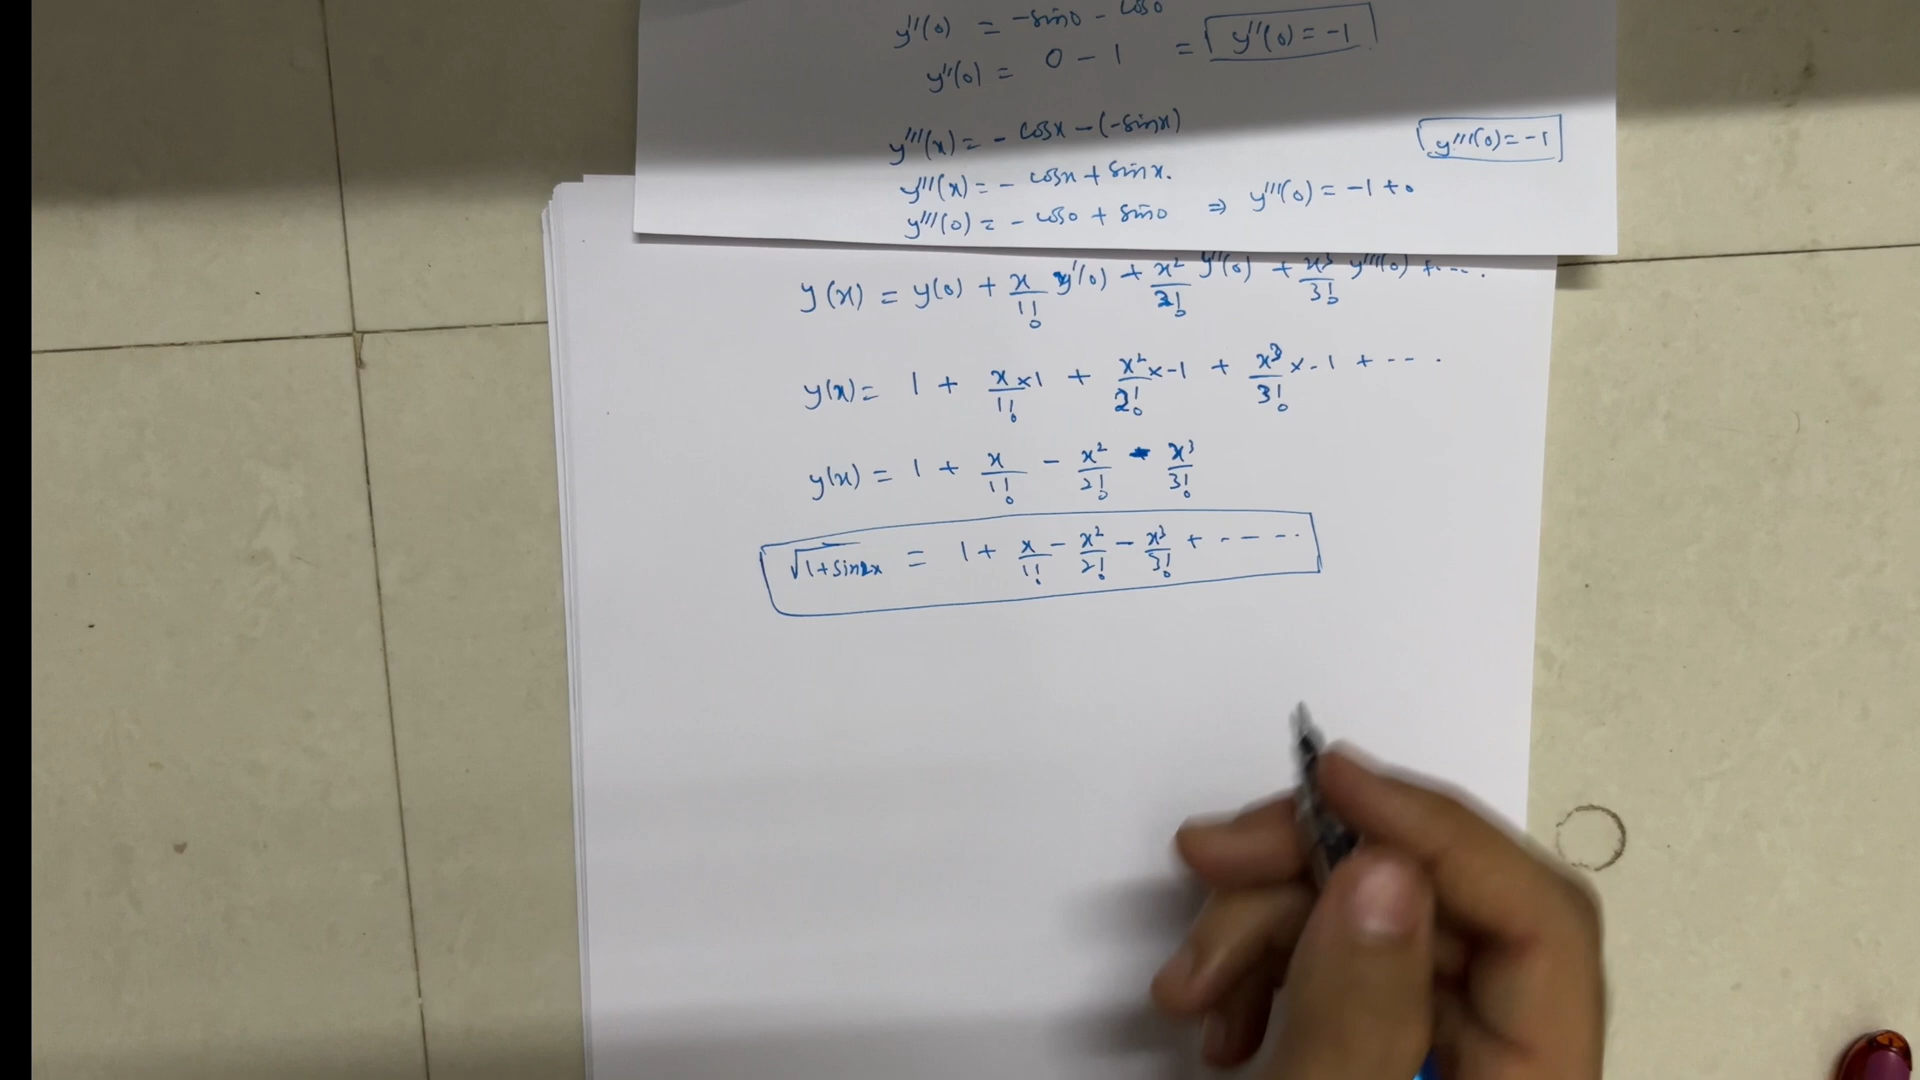 y''(0) = -sin0 - cos0
y''(0) = 0 - 1 = y''(0) = -1
y'''(x) = - cosx - (-sinx)
y'''(0) = -1
y'''(x) = - cosx + sinx.
y'''(0) = - cos0 + sin0 ⇒ y'''(0) = -1 + 0
y(x) = y(0) + x/1! y'(0) + x²/2! y''(0) + x³/3! y'''(0) + ....
y(x) = 1 + x/1! ×1 + x²/2! × -1 + x³/3! × -1 + --- .
y(x) = 1 + x/1! - x²/2! - x³/3!
√1+sin2x = 1 + x/1! - x²/2! - x³/3! + - - - - .